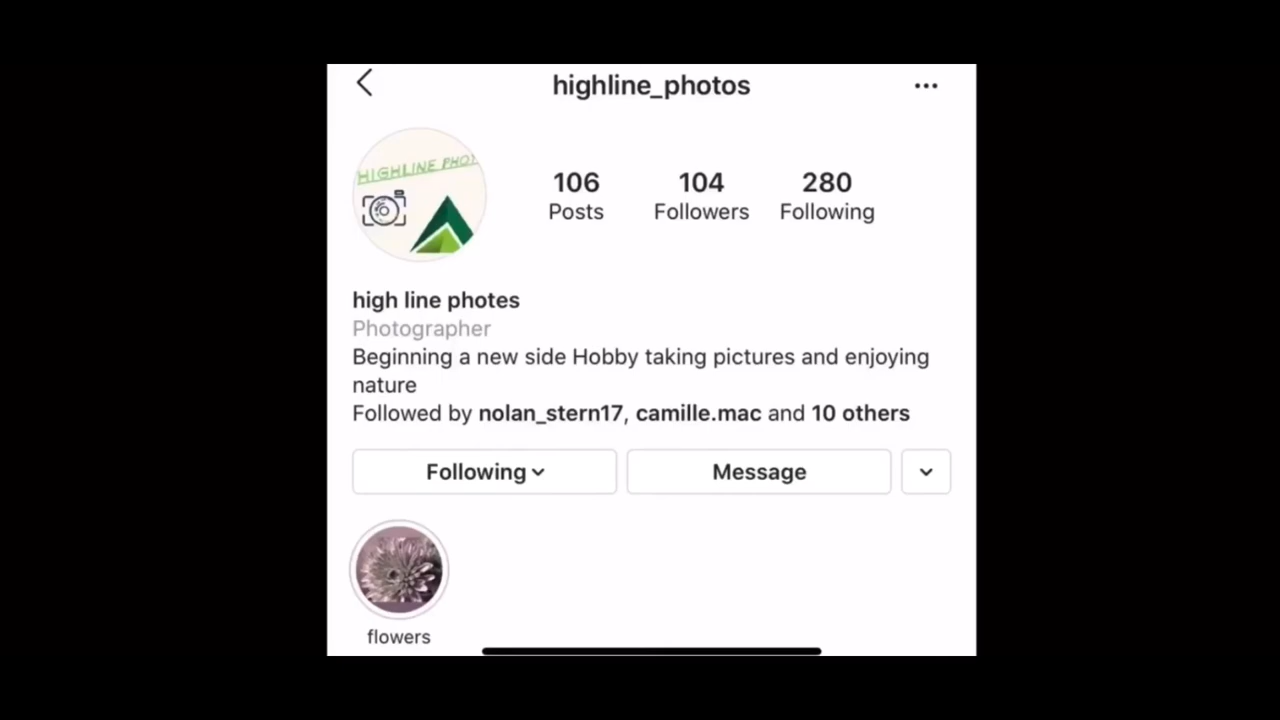 highline_photos
HIGHLINE PHO
106 104 280
Posts Followers Following
high line photes
Photographer
Beginning a new side Hobby taking pictures and enjoying
nature
Followed by nolan_stern17, camille.mac and 10 others
Following Message
flowers